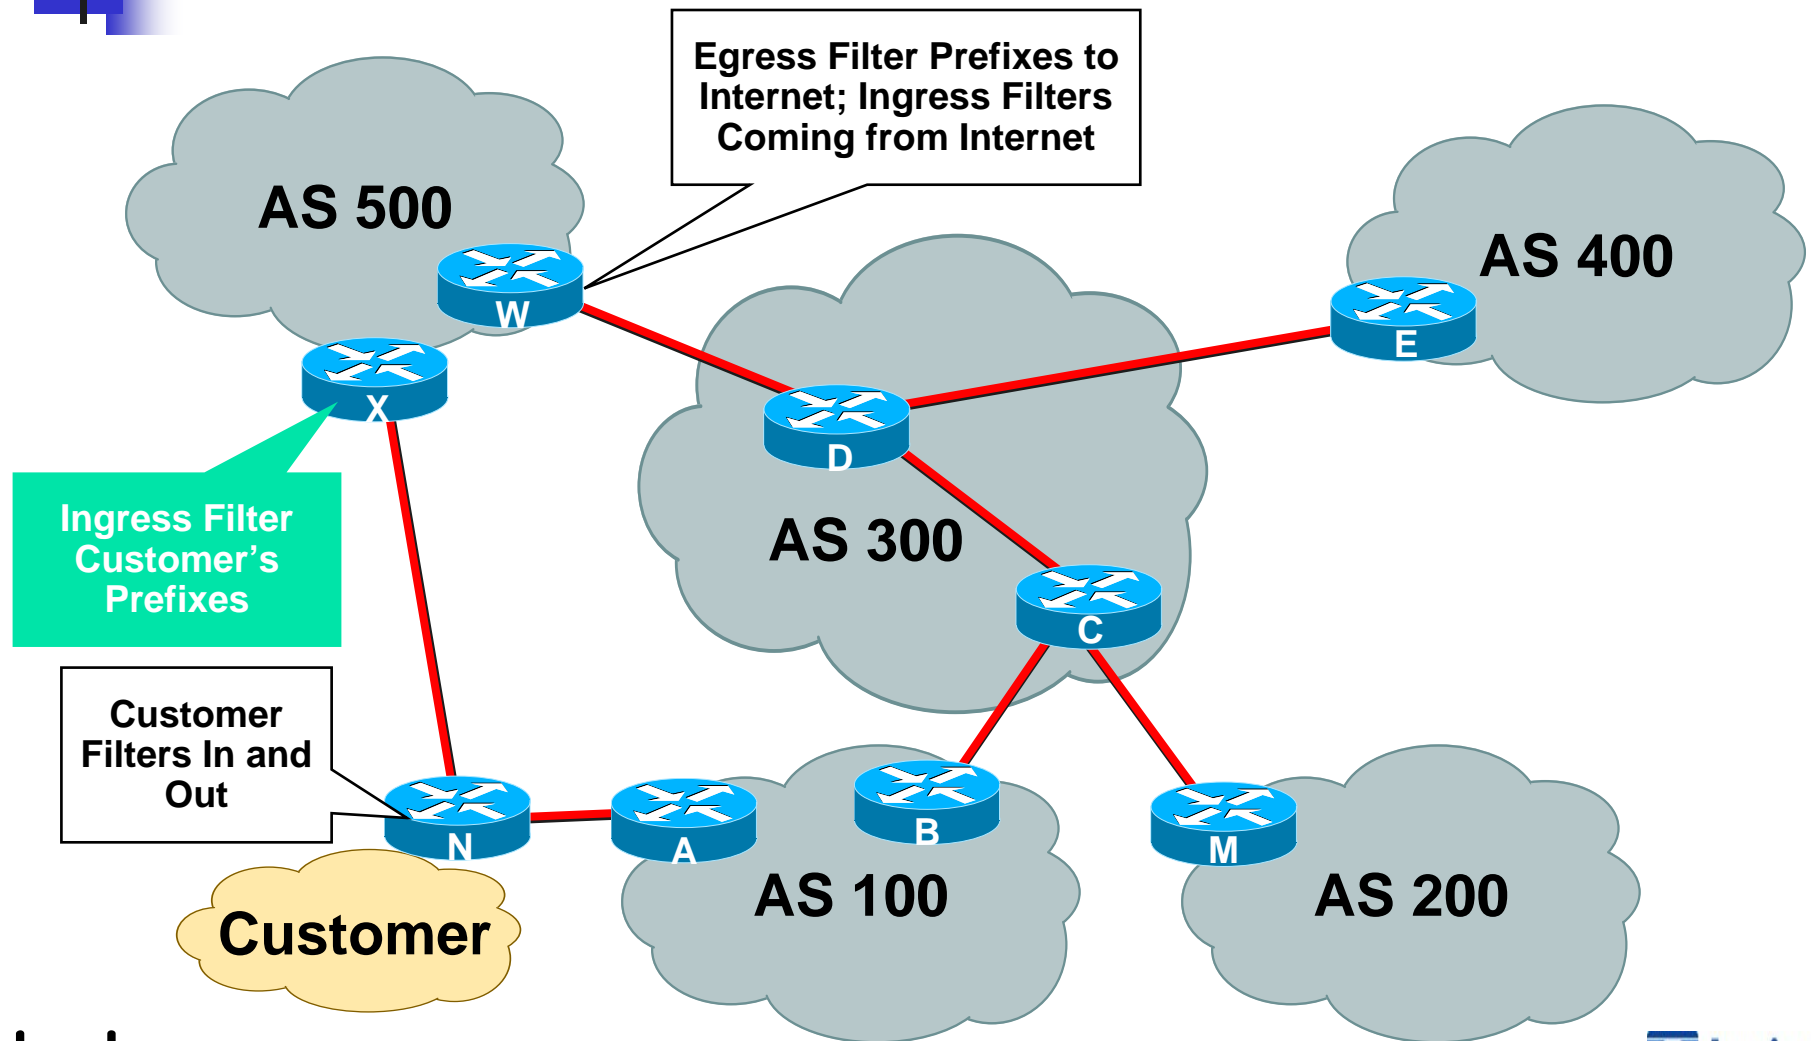 Egress Filter Prefixes to
Internet; Ingress Filters
Coming from Internet
AS 500
AS 400
W
E
X
D
Ingress Filter
Customer’s
Prefixes
AS 300
C
Customer
Filters In and
Out
N
A
B
M
AS 100
AS 200
Customer